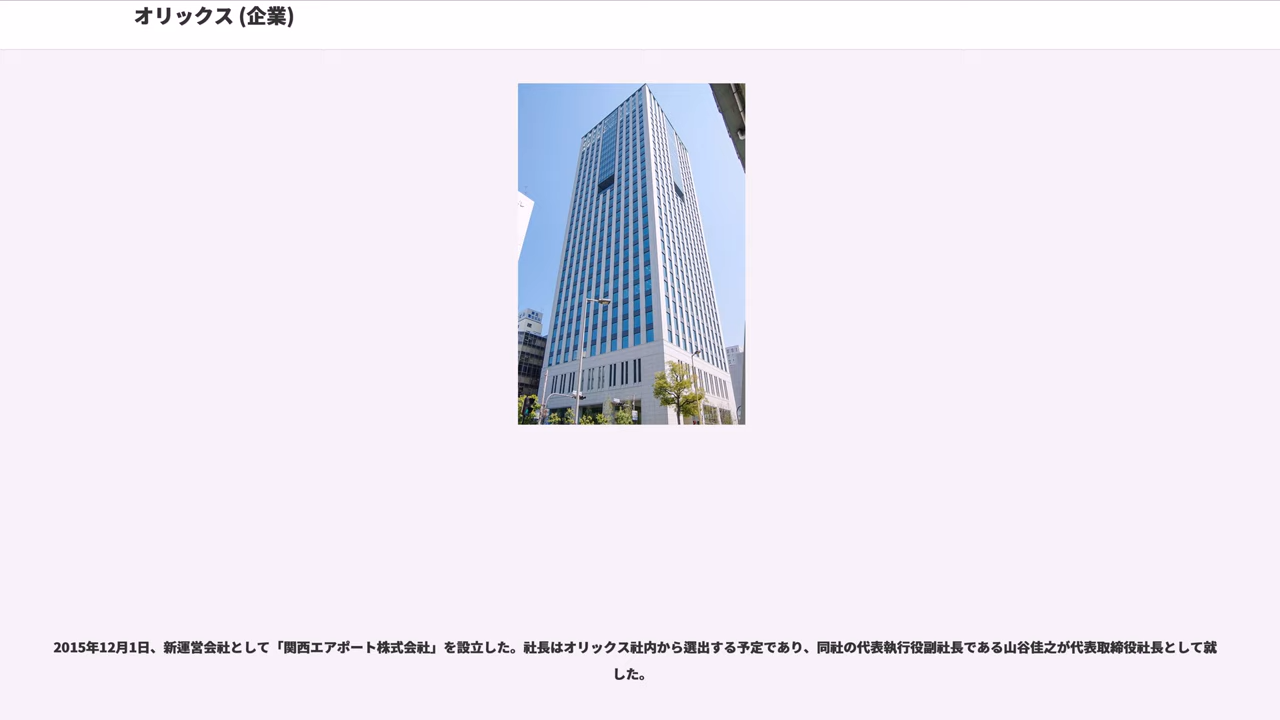 オリックス (企業)
2015年12月1日、新運営会社として「関西エアポート株式会社」を設立した。社長はオリックス社内から選出する予定であり、同社の代表執行役副社長である山谷佳之が代表取締役社長として就
した。